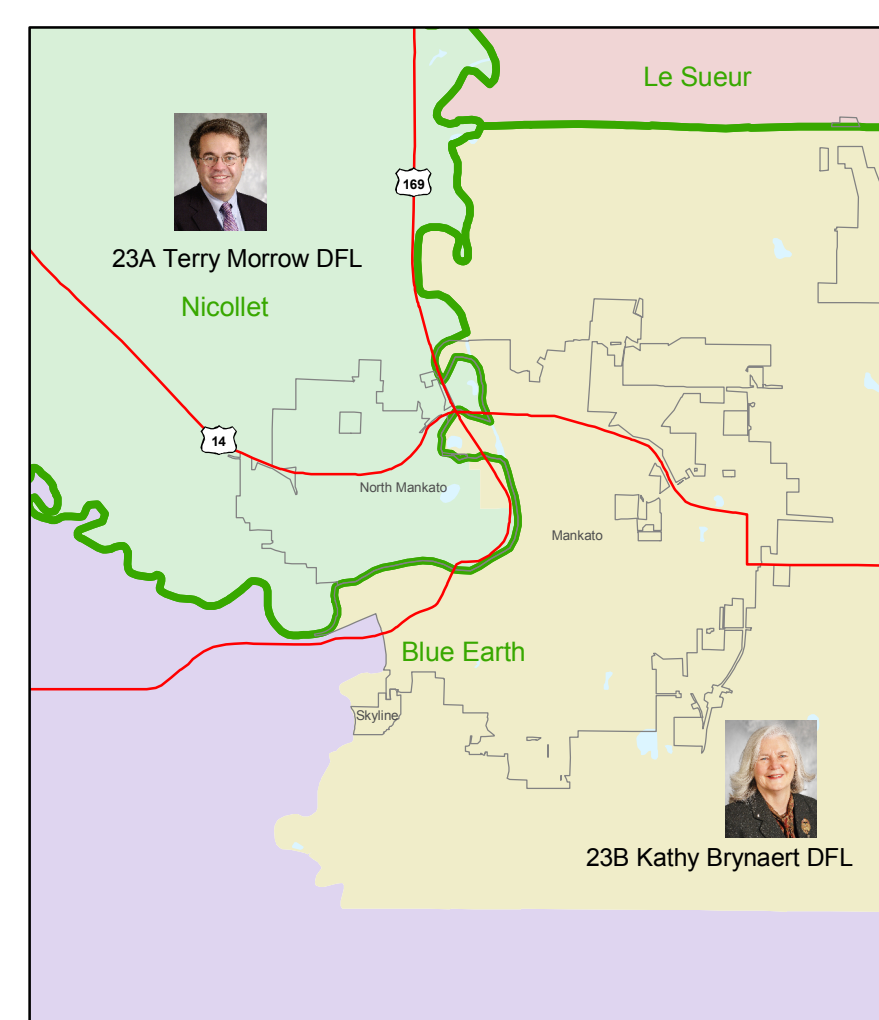 Le Sueur
169
23A Terry Morrow DFL
Nicollet
14
North Mankato
Mankato
Blue Earth
Skyline
23B Kathy Brynaert DFL